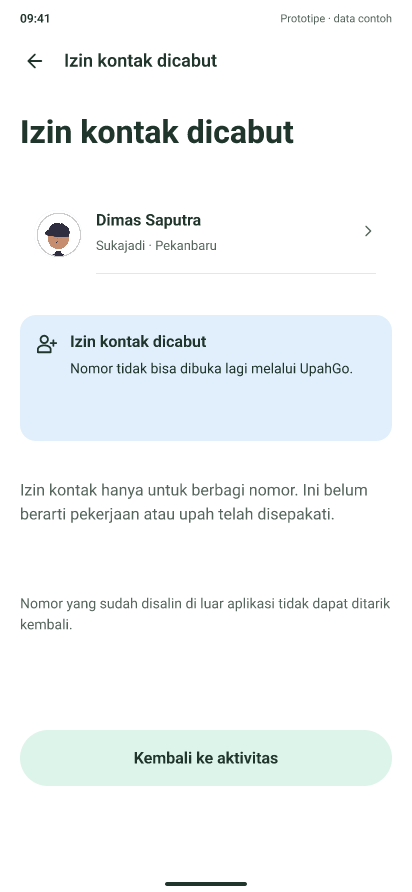 09:41
Prototipe · data contoh
Izin kontak dicabut
Izin kontak dicabut
Dimas Saputra
Sukajadi · Pekanbaru
Izin kontak dicabut
Nomor tidak bisa dibuka lagi melalui UpahGo.
Izin kontak hanya untuk berbagi nomor. Ini belum
berarti pekerjaan atau upah telah disepakati.
Nomor yang sudah disalin di luar aplikasi tidak dapat ditarik
kembali.
Kembali ke aktivitas